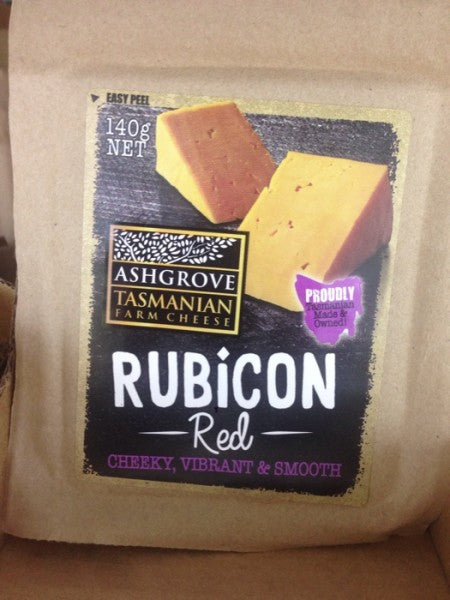 EASY PEEL
140g
NET
ASHGROVE
TASMANIAN
FARM CHEESE
PROUDLY
Tasmanian
Made &
Owned!
RUBiCON
Red
CHEEKY, VIBRANT & SMOOTH